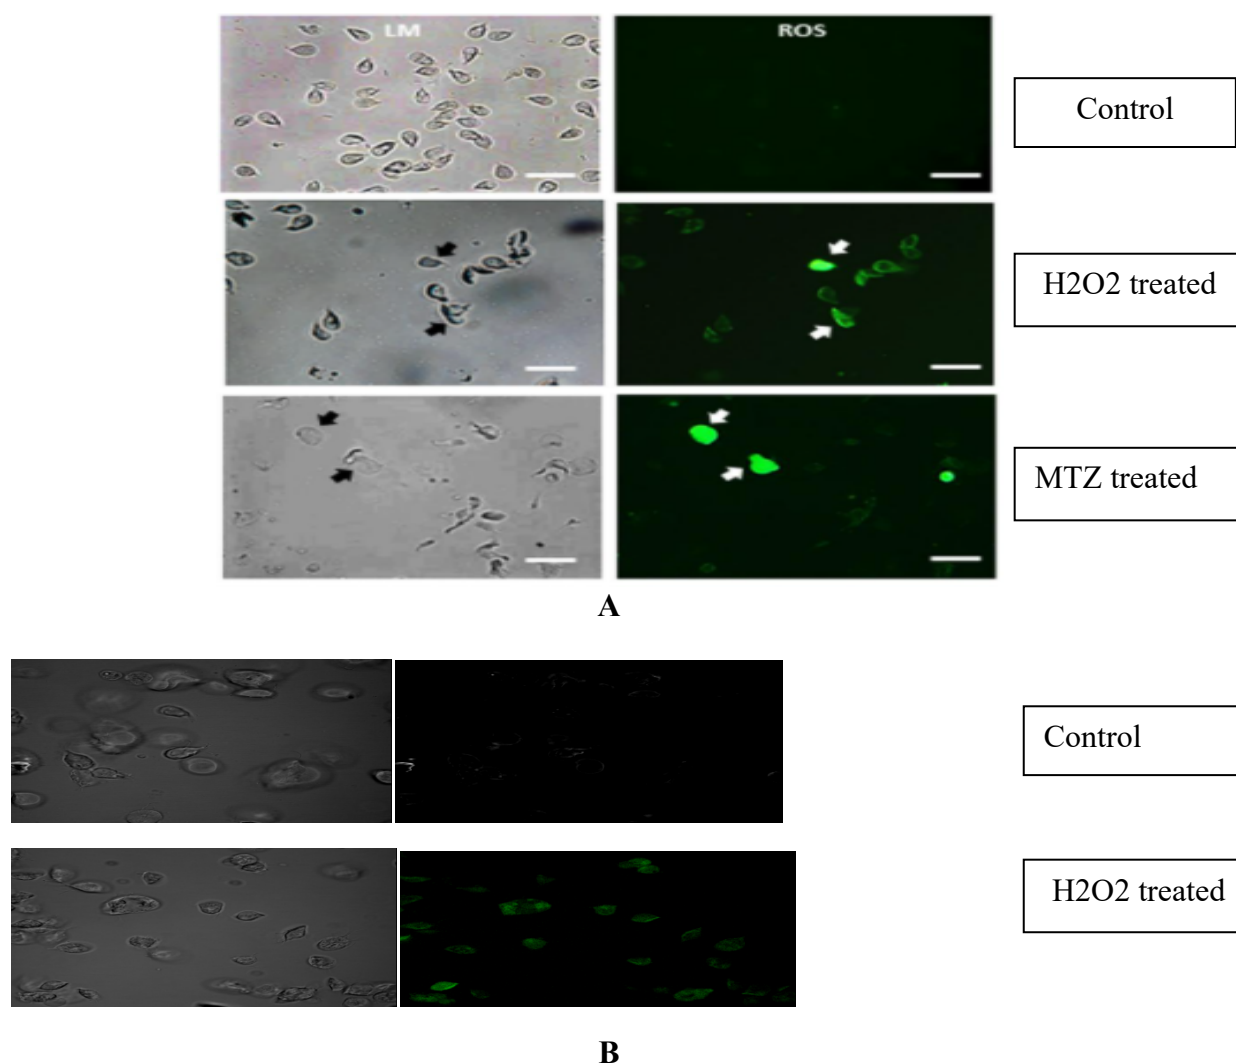 LM
ROS
Control
H2O2 treated
MTZ treated
A
Control
H2O2 treated
B